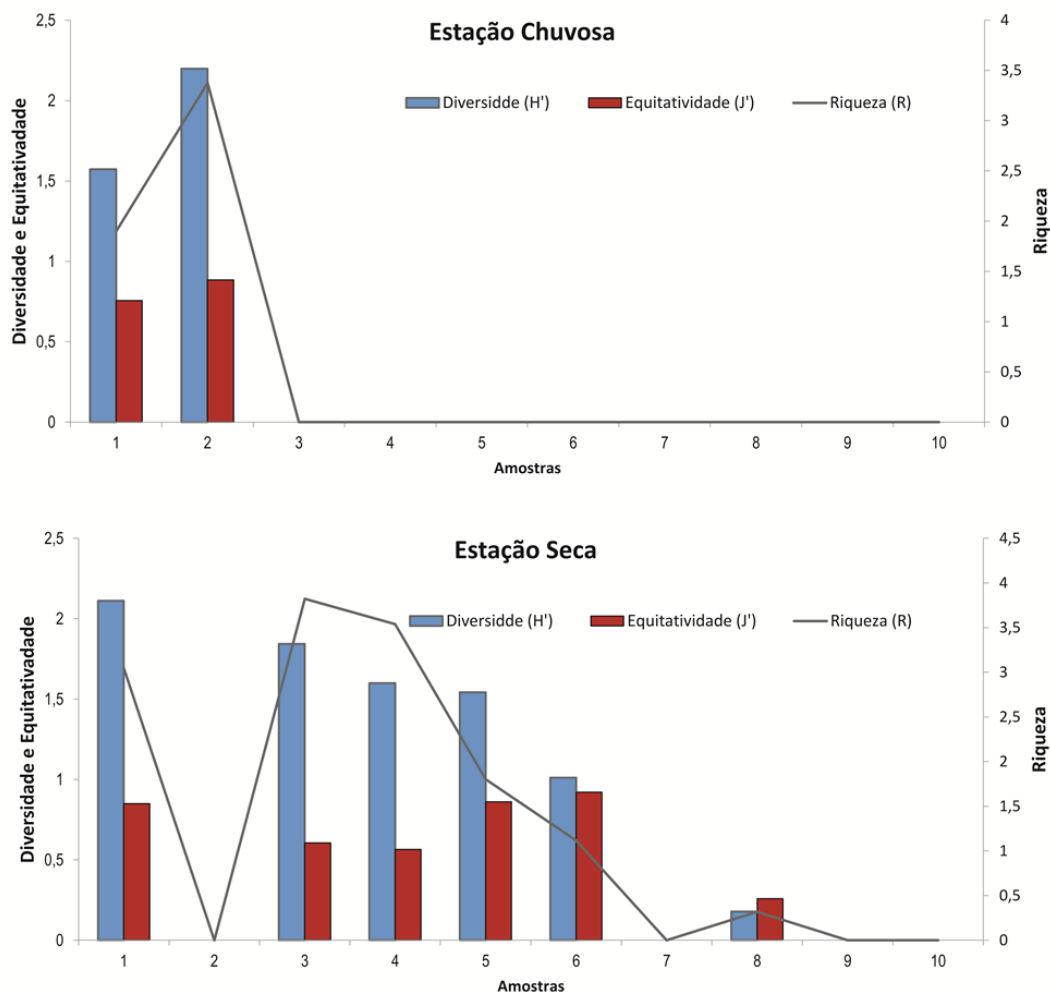 Estação Chuvosa
Diversidde (H')
Equitatividade (J')
Riqueza (R)
Diversidade e Equitativadade
2,5
2
1,5
1
0,5
0
Riqueza
4
3,5
3
2,5
2
1,5
1
0,5
0
1 2 3 4 5 6 7 8 9 10
Amostras
Estação Seca
Diversidde (H')
Equitatividade (J')
Riqueza (R)
Diversidade e Equitativadade
2,5
2
1,5
1
0,5
0
Riqueza
4,5
4
3,5
3
2,5
2
1,5
1
0,5
0
1 2 3 4 5 6 7 8 9 10
Amostras